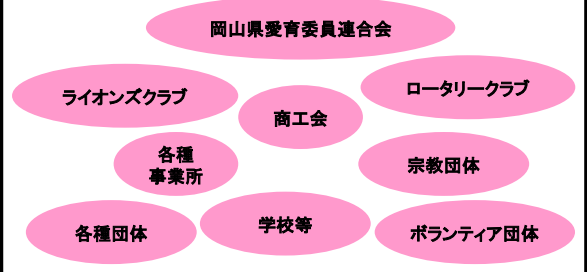 岡山県愛育委員連合会
ライオンズクラブ
ロータリークラブ
商工会
各種
事業所
宗教団体
各種団体
学校等
ボランティア団体